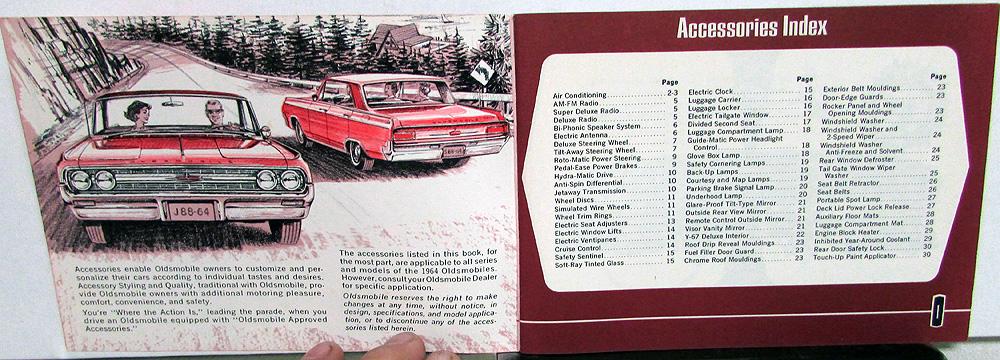 J88-64
Accessories enable Oldsmobile owners to customize and per-
sonalize their cars according to individual tastes and desires.
Accessory Styling and Quality, traditional with Oldsmobile, pro-
vide Oldsmobile owners with additional motoring pleasure,
comfort, convenience, and safety.
You're "Where the Action Is," leading the parade, when you
drive an Oldsmobile equipped with "Oldsmobile Approved
Accessories."
The accessories listed in this book, for
the most part, are applicable to all series
and models of the 1964 Oldsmobiles.
However, consult your Oldsmobile Dealer
for specific application.
Oldsmobile reserves the right to make
changes at any time, without notice, in
design, specifications, and model applica-
tion, or to discontinue any of the acces-
sories listed herein.
Accessories Index
Page
Air Conditioning 2-3
AM-FM Radio 5
Super Deluxe Radio 5
Deluxe Radio 5
Bi-Phonic Speaker System 6
Electric Antenna 6
Deluxe Steering Wheel 7
Tilt-Away Steering Wheel 7
Roto-Matic Power Steering 9
Pedal-Ease Power Brakes 9
Hydra-Matic Drive 10
Anti-Spin Differential 10
Jetaway Transmission 10
Wheel Discs 11
Simulated Wire Wheels 11
Wheel Trim Rings 11
Electric Seat Adjusters 13
Electric Window Lifts 14
Electric Ventipanes 14
Cruise Control 14
Safety Sentinel 15
Soft-Ray Tinted Glass 15
Page
Electric Clock 15
Luggage Carrier 16
Luggage Locker 16
Electric Tailgate Window 17
Divided Second Seat 17
Luggage Compartment Lamp 18
Guide-Matic Power Headlight
Control 18
Glove Box Lamp 18
Safety Cornering Lamps 19
Back-Up Lamps 19
Courtesy and Map Lamps 19
Parking Brake Signal Lamp 20
Underhood Lamp 20
Glare-Proof Tilt-Type Mirror 21
Outside Rear View Mirror 21
Remote Control Outside Mirror 21
Visor Vanity Mirror 21
Y-67 Deluxe Interior 22
Roof Drip Reveal Mouldings 23
Fuel Filler Door Guard 23
Chrome Roof Mouldings 23
Page
Exterior Belt Mouldings 23
Door-Edge Guards 23
Rocker Panel and Wheel
Opening Mouldings 23
Windshield Washer 24
Windshield Washer and
2-Speed Wiper 24
Windshield Washer
Anti-Freeze and Solvent 24
Rear Window Defroster 25
Tail Gate Window Wiper
Washer 25
Seat Belt Retractor 26
Seat Belts 26
Portable Spot Lamp 27
Deck Lid Power Lock Release 27
Auxiliary Floor Mats 28
Luggage Compartment Mat 28
Engine Block Heater 29
Inhibited Year-Around Coolant 29
Rear Door Safety Lock 30
Touch-Up Paint Applicator 30